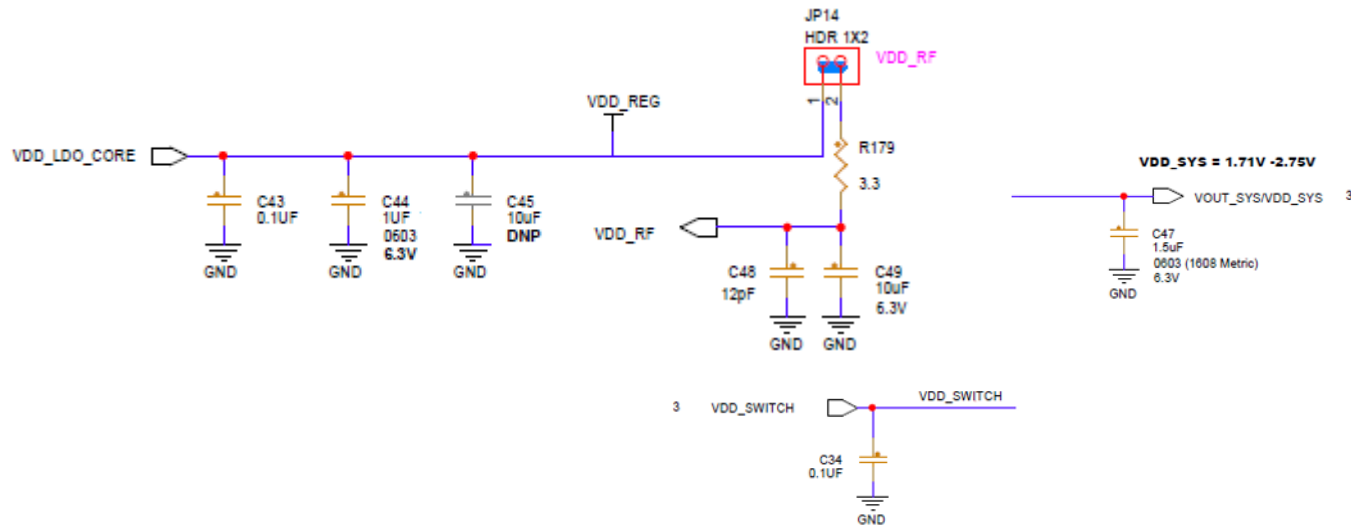 JP14
HDR 1X2
VDD_RF
1
2
VDD_REG
VDD_LDO_CORE
C43
0.1UF
GND
C44
1UF
0603
6.3V
GND
C45
10uF
DNP
GND
R179
3.3
VDD_RF
C48
12pF
GND
C49
10uF
6.3V
GND
VDD_SYS = 1.71V -2.75V
VOUT_SYS/VDD_SYS 3
C47
1.5uF
0603 (1608 Metric)
6.3V
GND
3 VDD_SWITCH
VDD_SWITCH
C34
0.1UF
GND